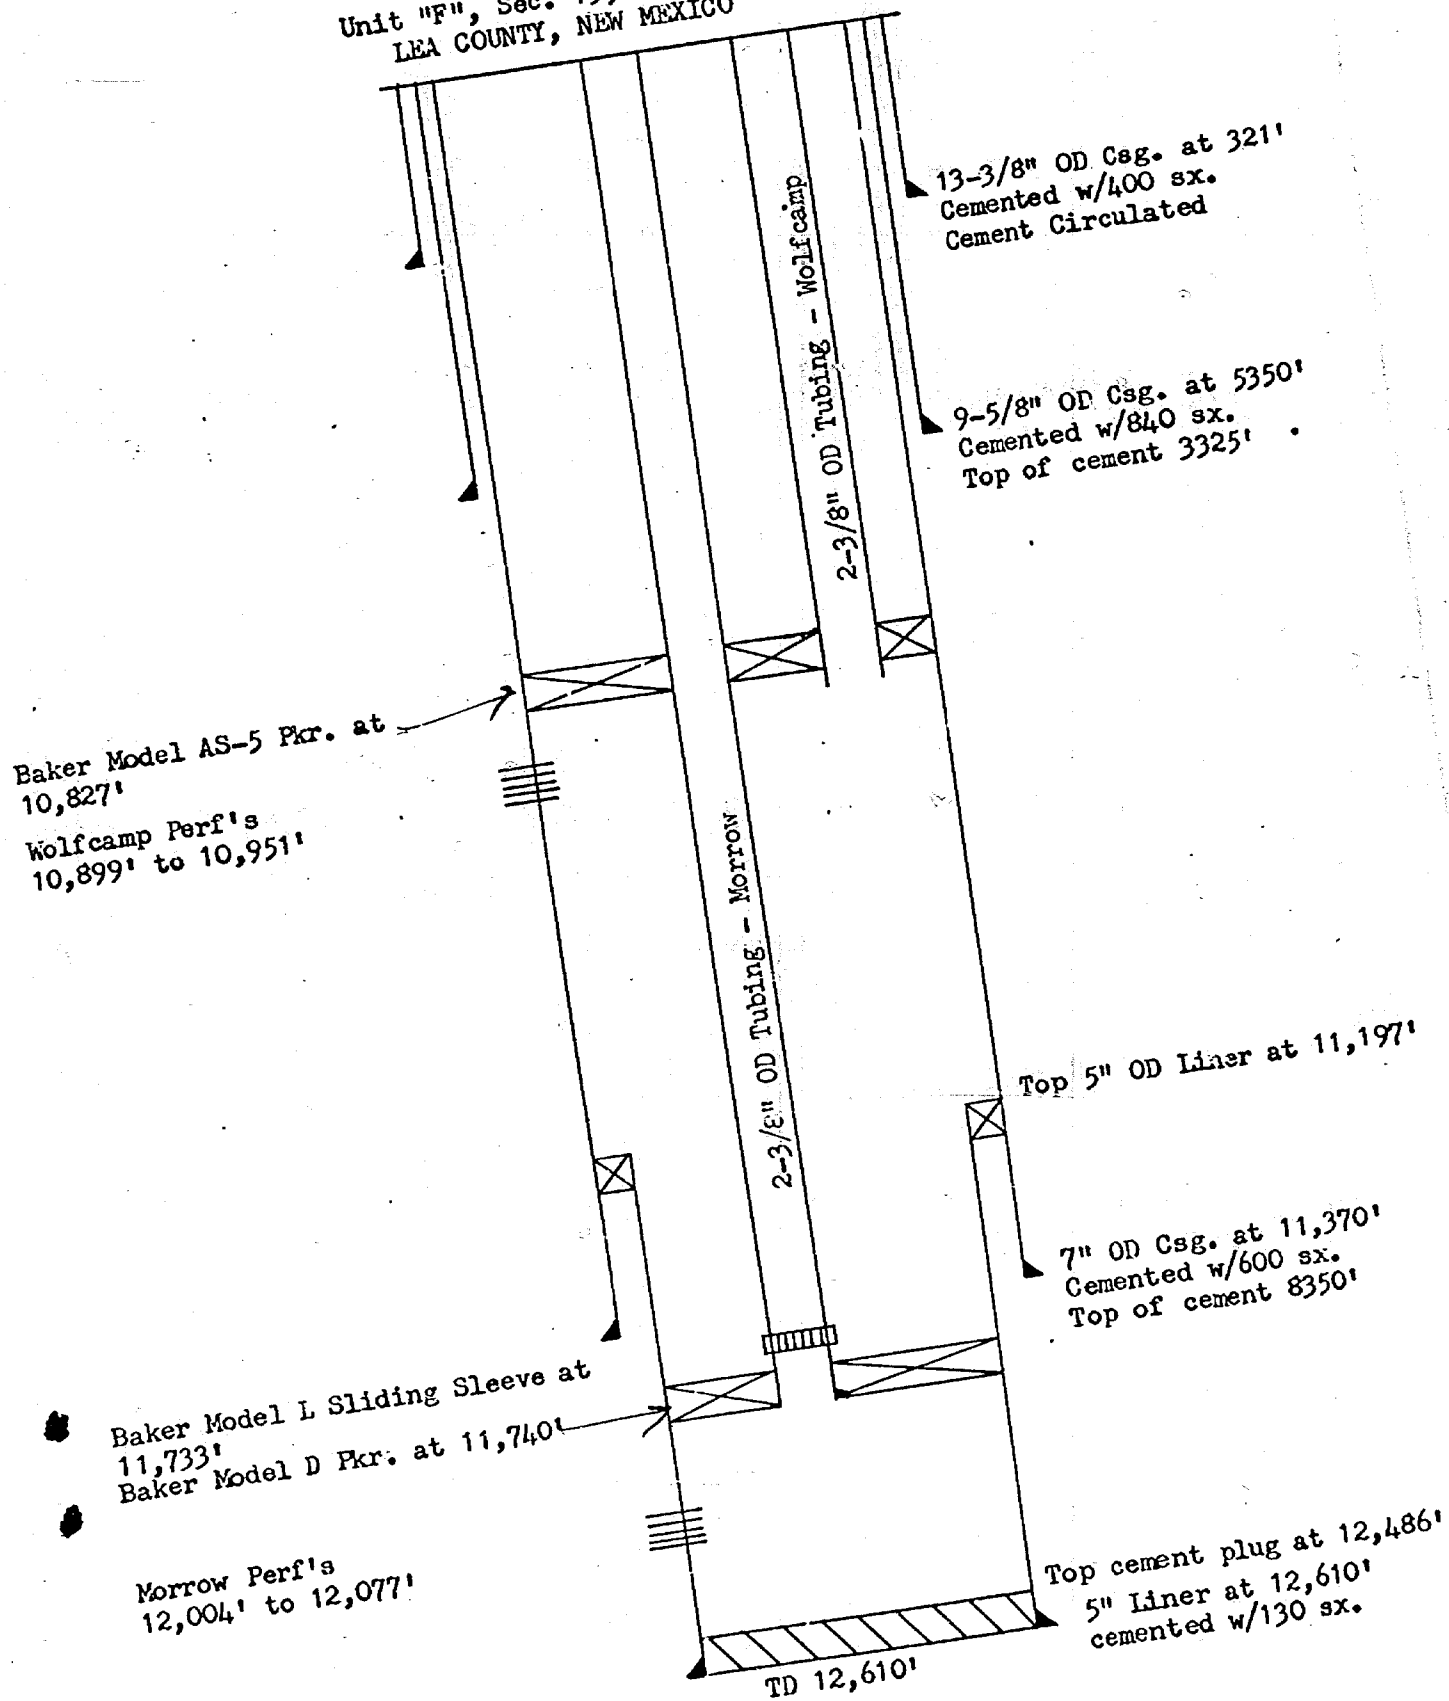 Unit "F", Sec.
LEA COUNTY, NEW MEXICO
13-3/8" OD Csg. at 321'
Cemented w/400 sx.
Cement Circulated
2-3/8" OD Tubing - Wolfcamp
9-5/8" OD Csg. at 5350'
Cemented w/840 sx.
Top of cement 3325'
Baker Model AS-5 Pkr. at
10,827'
Wolfcamp Perf's
10,899' to 10,951'
2-3/8" OD Tubing - Morrow
Top 5" OD Liner at 11,197'
7" OD Csg. at 11,370'
Cemented w/600 sx.
Top of cement 8350'
Baker Model L Sliding Sleeve at
11,733'
Baker Model D Pkr. at 11,740'
Morrow Perf's
12,004' to 12,077'
Top cement plug at 12,486'
5" Liner at 12,610'
cemented w/130 sx.
TD 12,610'